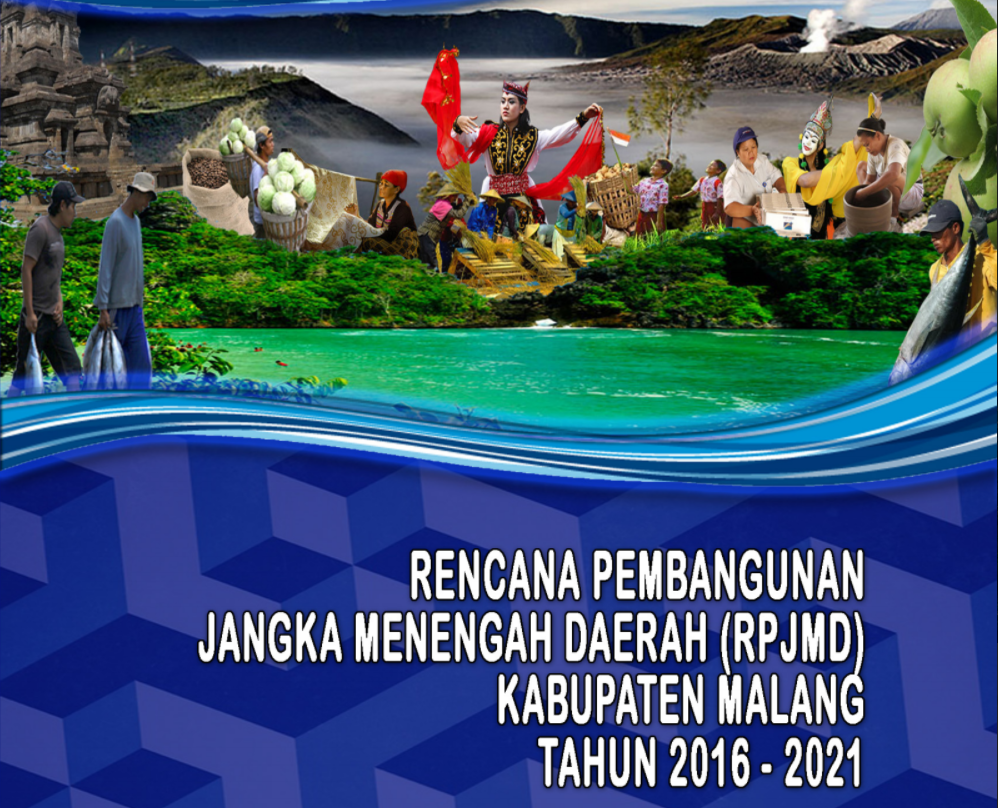 RENCANA PEMBANGUNAN
JANGKA MENENGAH DAERAH (RPJMD)
KABUPATEN MALANG
TAHUN 2016 - 2021